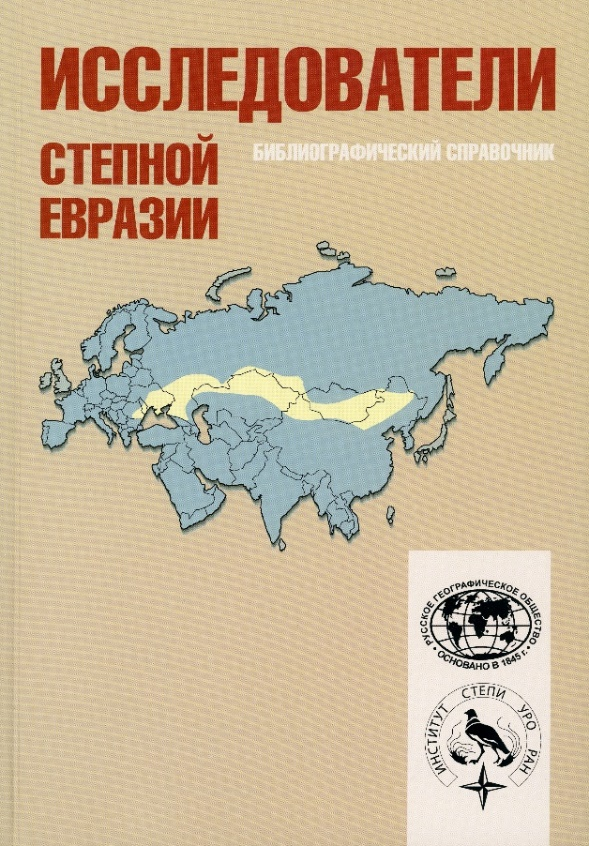 ИССЛЕДОВАТЕЛИ
СТЕПНОЙ
БИБЛИОГРАФИЧЕСКИЙ СПРАВОЧНИК
ЕВРАЗИИ
РУССКОЕ ГЕОГРАФИЧЕСКОЕ ОБЩЕСТВО
• ОСНОВАНО В 1845 г. •
ИНСТИТУТ СТЕПИ УРО РАН